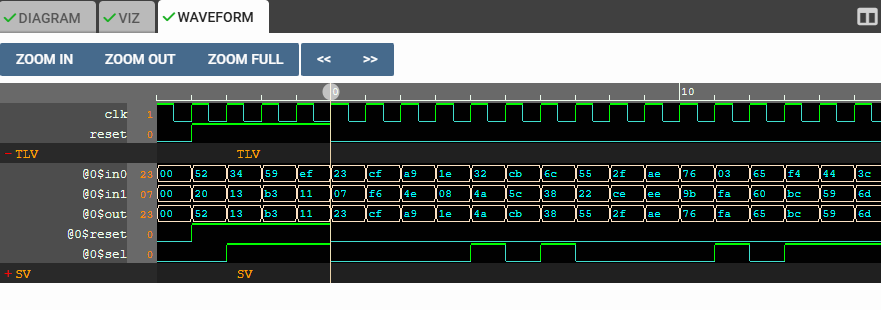 DIAGRAM VIZ WAVEFORM
ZOOM IN ZOOM OUT ZOOM FULL << >>
0 10
clk 1
reset 0
-TLV TLV
@0$in0 23 00 52 34 59 ef 23 cf a9 1e 32 cb 6c 55 2f ae 76 03 65 f4 44 3c
@0$in1 07 00 20 13 b3 11 07 f6 4e 08 4a 5c 38 22 ce ee 9b fa 60 bc 59 6d
@0$out 23 00 52 13 b3 11 23 cf a9 1e 4a cb 38 55 2f ae 76 fa 65 bc 59 6d
@0$reset 0
@0$sel 0
+SV SV